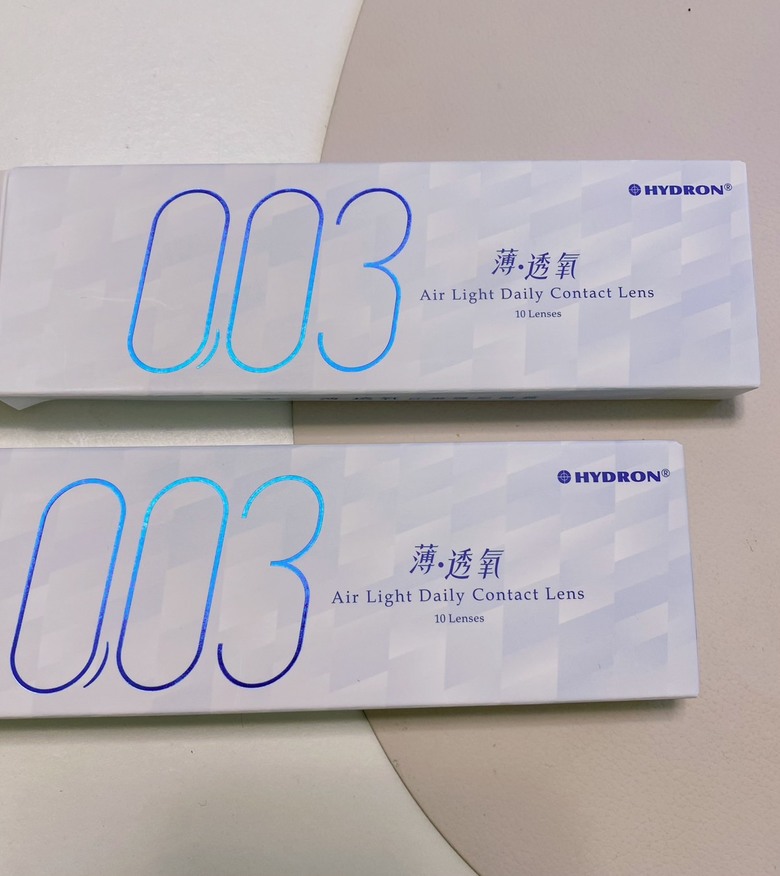 HYDRON®
0.03
薄·透氧
Air Light Daily Contact Lens
10 Lenses
HYDRON®
0.03
薄·透氧
Air Light Daily Contact Lens
10 Lenses